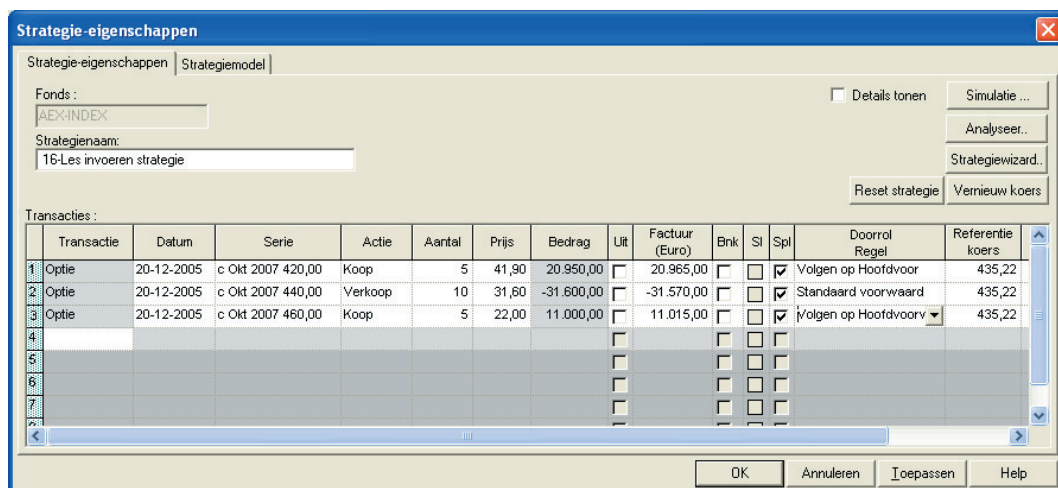 Strategie-eigenschappen
Strategie-eigenschappen Strategiemodel
Fonds :
AEX-INDEX
Details tonen
Simulatie ...
Analyseer..
Strategienaam:
16-Les invoeren strategie
Strategiewizard..
Reset strategie
Vernieuw koers
Transacties :
Transactie Datum Serie Actie Aantal Prijs Bedrag Uit Factuur (Euro) Bnk Sl Spl Doorrol Regel Referentie koers
1 Optie 20-12-2005 c Okt 2007 420,00 Koop 5 41,90 20.950,00 20.965,00 Volgen op Hoofdvoor 435,22
2 Optie 20-12-2005 c Okt 2007 440,00 Verkoop 10 31,60 -31.600,00 -31.570,00 Standaard voorwaard 435,22
3 Optie 20-12-2005 c Okt 2007 460,00 Koop 5 22,00 11.000,00 11.015,00 Volgen op Hoofdvoorv 435,22
4
5
6
7
OK Annuleren Toepassen Help